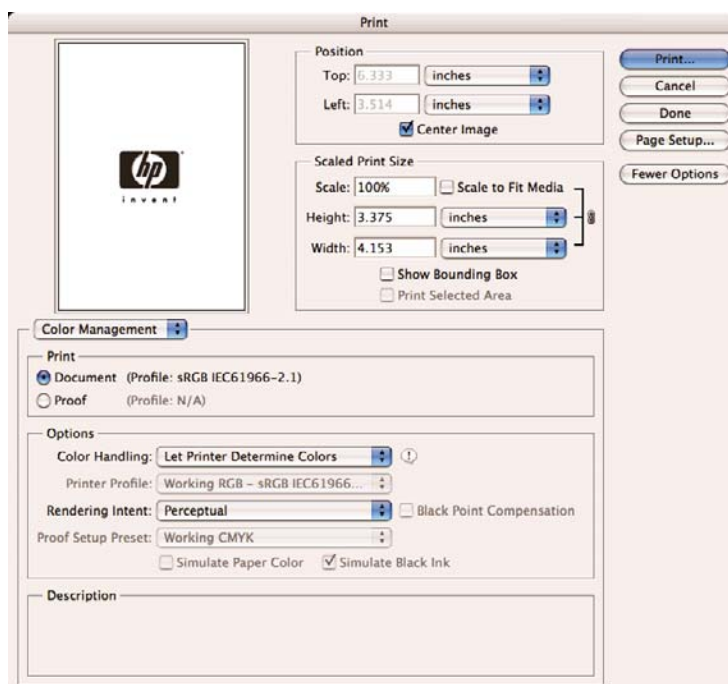 Print
hp
invent
Position
Top: 6.333 inches
Left: 3.514 inches
Center Image
Scaled Print Size
Scale: 100% Scale to Fit Media
Height: 3.375 inches
Width: 4.153 inches
Show Bounding Box
Print Selected Area
Print...
Cancel
Done
Page Setup...
Fewer Options
Color Management
Print
Document (Profile: sRGB IEC61966-2.1)
Proof (Profile: N/A)
Options
Color Handling: Let Printer Determine Colors
Printer Profile: Working RGB - sRGB IEC61966...
Rendering Intent: Perceptual Black Point Compensation
Proof Setup Preset: Working CMYK
Simulate Paper Color Simulate Black Ink
Description